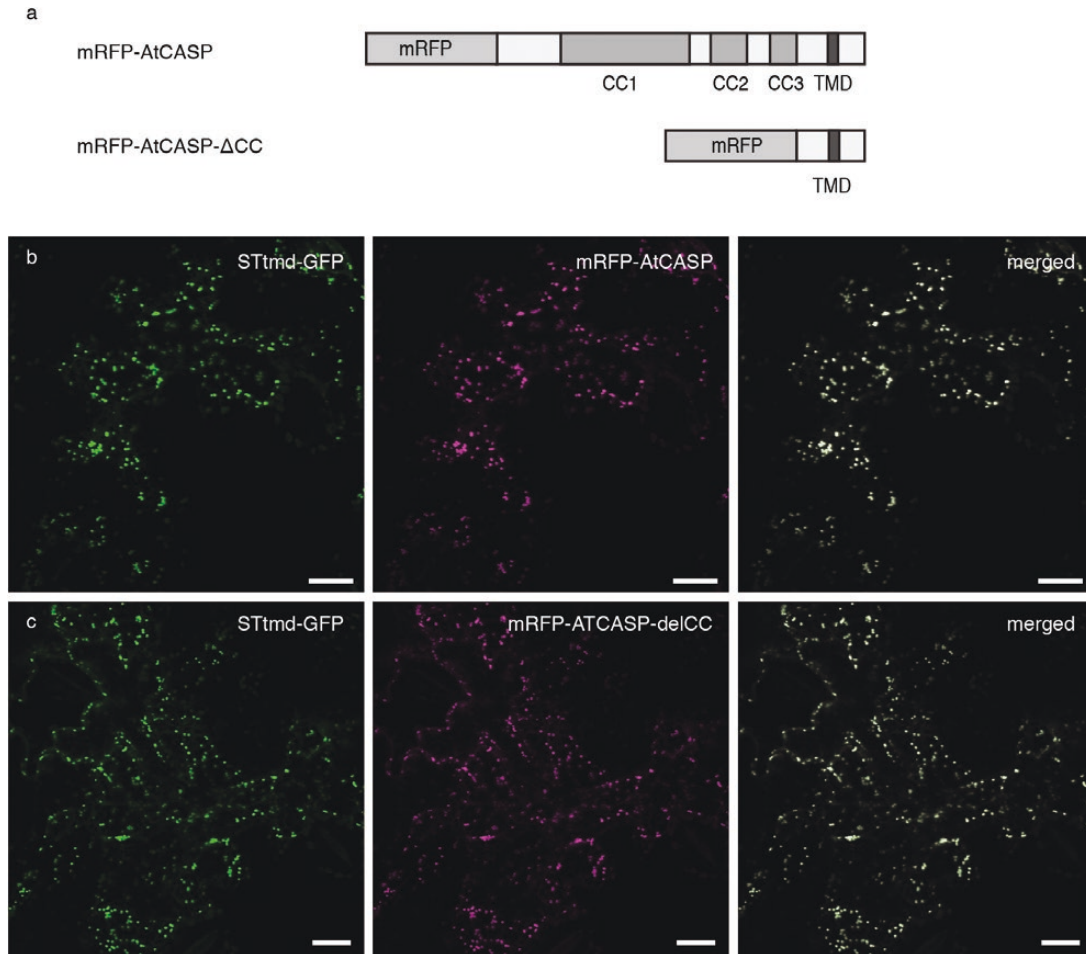 a
mRFP-AtCASP
mRFP
CC1 CC2 CC3 TMD
mRFP-AtCASP-ΔCC
mRFP
TMD
b STtmd-GFP mRFP-AtCASP merged
c STtmd-GFP mRFP-ATCASP-delCC merged